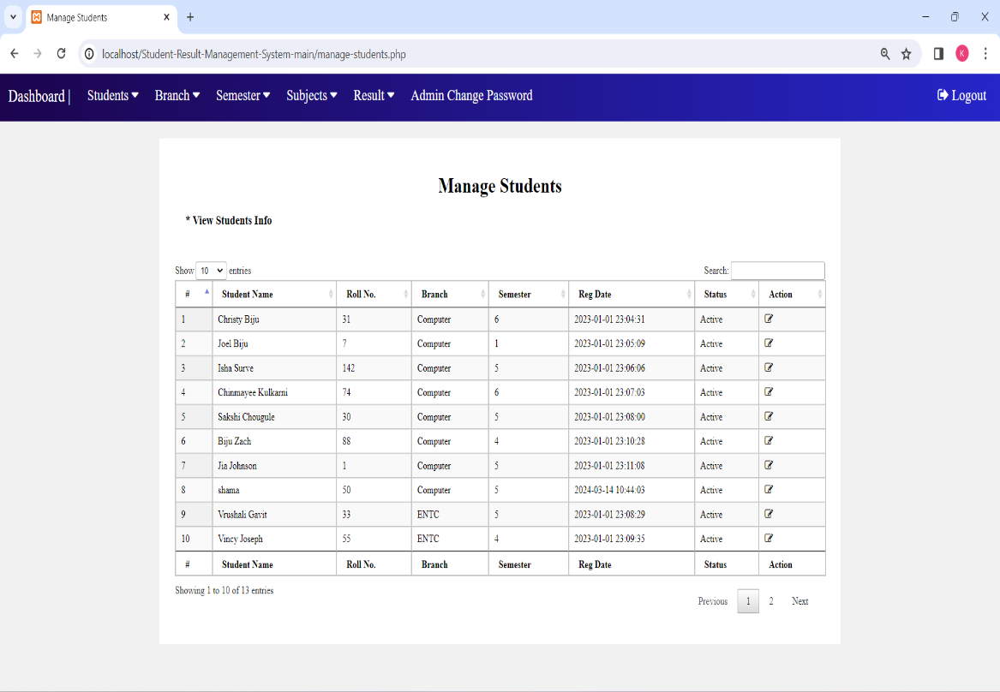 Manage Students
localhost/Student-Result-Management-System-main/manage-students.php
K
Dashboard | Students Branch Semester Subjects Result Admin Change Password Logout
Manage Students
* View Students Info
Show 10 entries Search:
# Student Name Roll No. Branch Semester Reg Date Status Action
1 Christy Biju 31 Computer 6 2023-01-01 23:04:31 Active
2 Joel Biju 7 Computer 1 2023-01-01 23:05:09 Active
3 Isha Surve 142 Computer 5 2023-01-01 23:06:06 Active
4 Chinmayee Kulkarni 74 Computer 6 2023-01-01 23:07:03 Active
5 Sakshi Chougule 30 Computer 5 2023-01-01 23:08:00 Active
6 Biju Zach 88 Computer 4 2023-01-01 23:10:28 Active
7 Jia Johnson 1 Computer 5 2023-01-01 23:11:08 Active
8 shama 50 Computer 5 2024-03-14 10:44:03 Active
9 Vrushali Gavit 33 ENTC 5 2023-01-01 23:08:29 Active
10 Vincy Joseph 55 ENTC 4 2023-01-01 23:09:35 Active
# Student Name Roll No. Branch Semester Reg Date Status Action
Showing 1 to 10 of 13 entries
Previous 1 2 Next